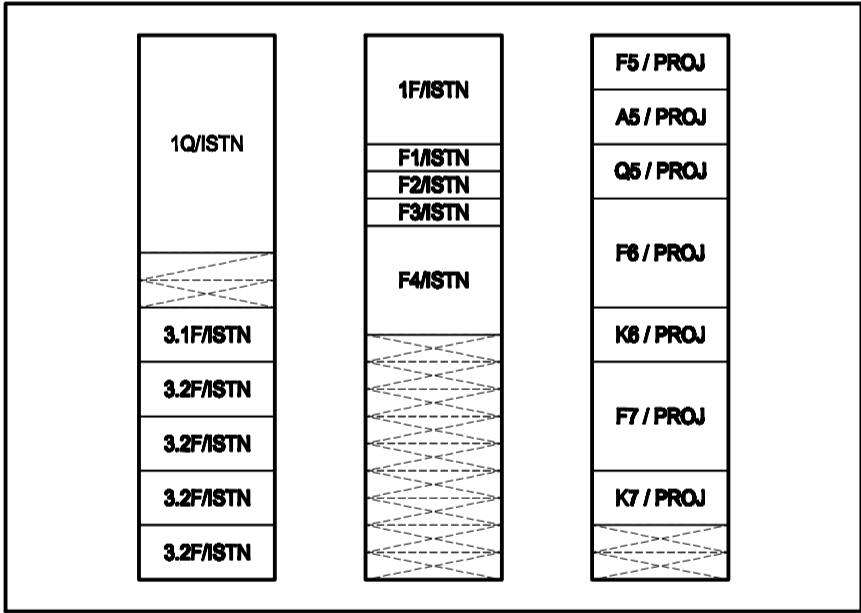 1Q/ISTN
3.1F/ISTN
3.2F/ISTN
3.2F/ISTN
3.2F/ISTN
3.2F/ISTN
1F/ISTN
F1/ISTN
F2/ISTN
F3/ISTN
F4/ISTN
F5 / PROJ
A5 / PROJ
Q5 / PROJ
F6 / PROJ
K6 / PROJ
F7 / PROJ
K7 / PROJ